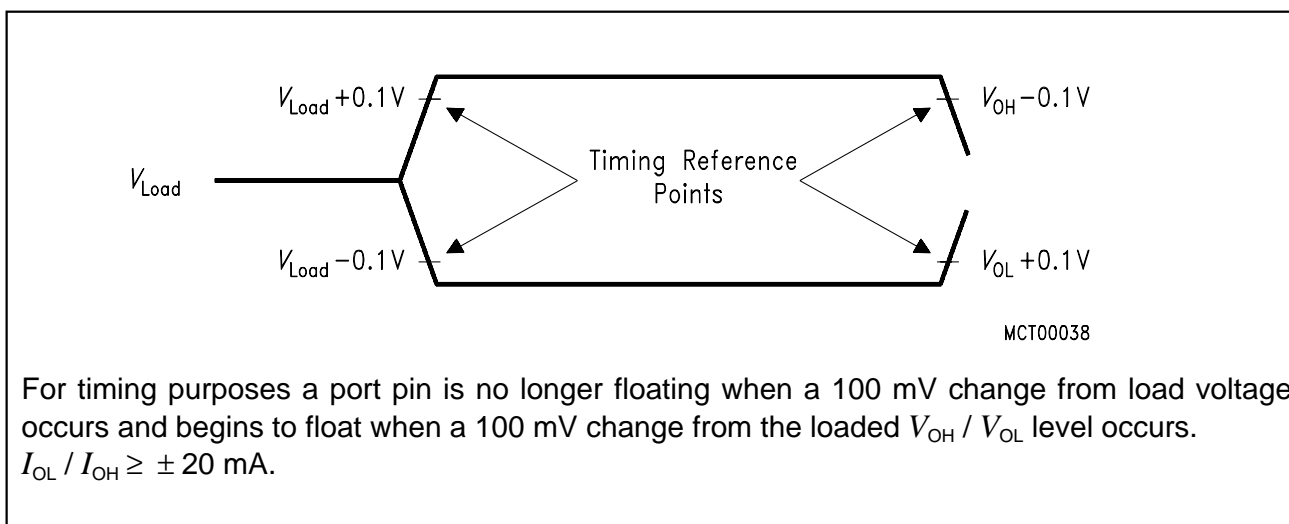 V_Load +0.1V
V_OH −0.1V
Timing Reference
Points
V_Load
V_Load −0.1V
V_OL +0.1V
MCT00038
For timing purposes a port pin is no longer floating when a 100 mV change from load voltage
occurs and begins to float when a 100 mV change from the loaded V_OH / V_OL level occurs.
I_OL / I_OH ≥ ± 20 mA.